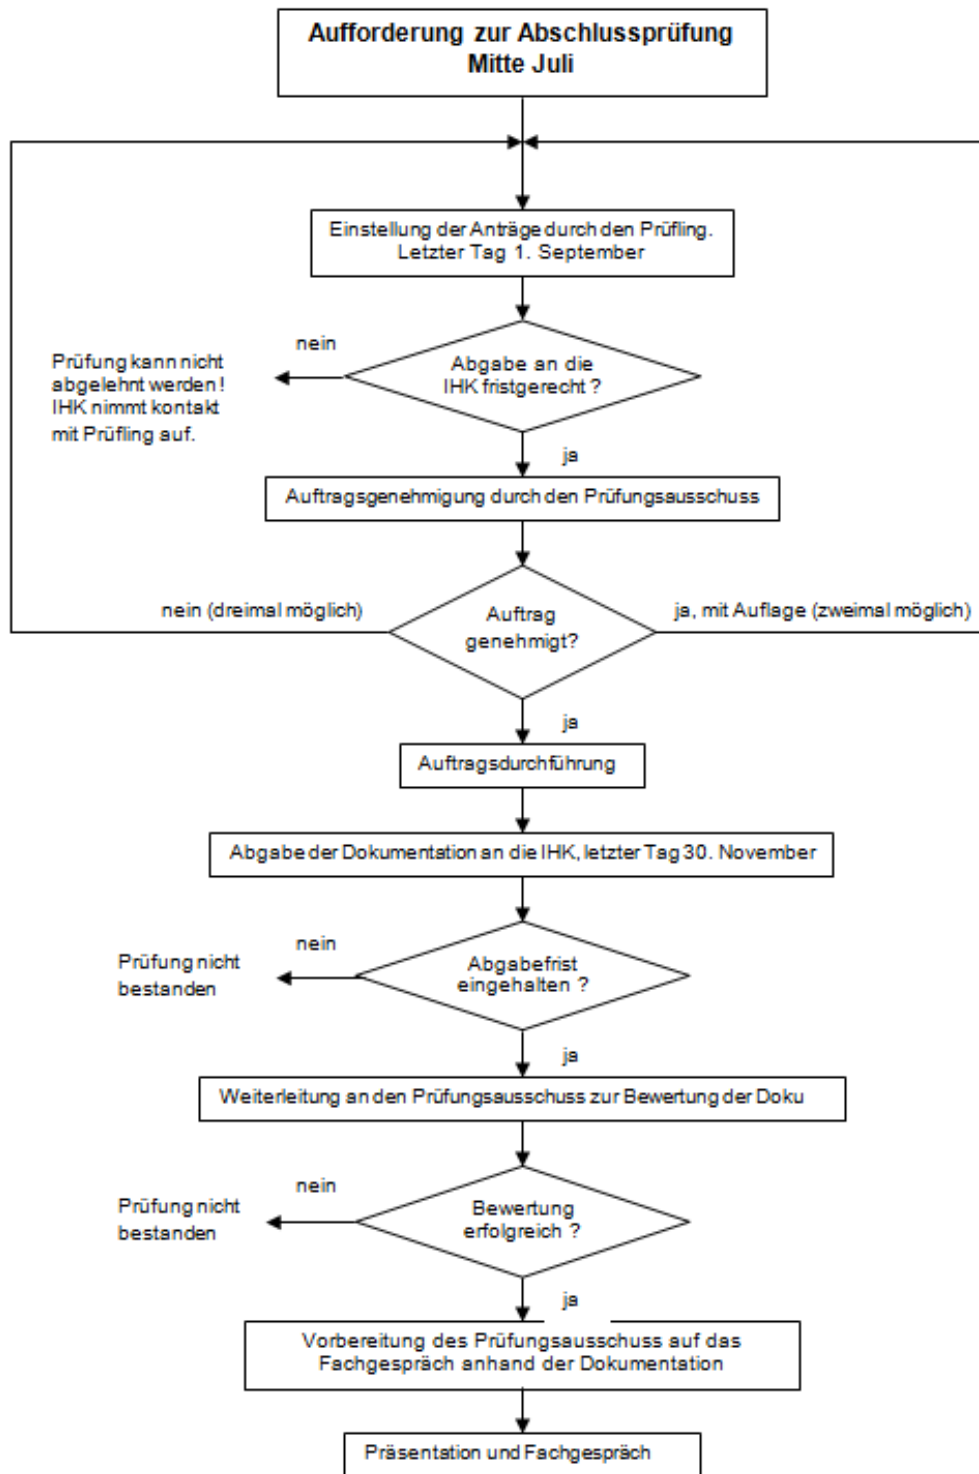 Aufforderung zur Abschlussprüfung
Mitte Juli
Einstellung der Anträge durch den Prüfling.
Letzter Tag 1. September
nein
Prüfung kann nicht
abgelehnt werden !
IHK nimmt kontakt
mit Prüfling auf.
Abgabe an die
IHK fristgerecht ?
ja
Auftragsgenehmigung durch den Prüfungsausschuss
nein (dreimal möglich)
Auftrag
genehmigt?
ja, mit Auflage (zweimal möglich)
ja
Auftragsdurchführung
Abgabe der Dokumentation an die IHK, letzter Tag 30. November
nein
Prüfung nicht
bestanden
Abgabefrist
eingehalten ?
ja
Weiterleitung an den Prüfungsausschuss zur Bewertung der Doku
nein
Prüfung nicht
bestanden
Bewertung
erfolgreich ?
ja
Vorbereitung des Prüfungsausschuss auf das
Fachgespräch anhand der Dokumentation
Präsentation und Fachgespräch